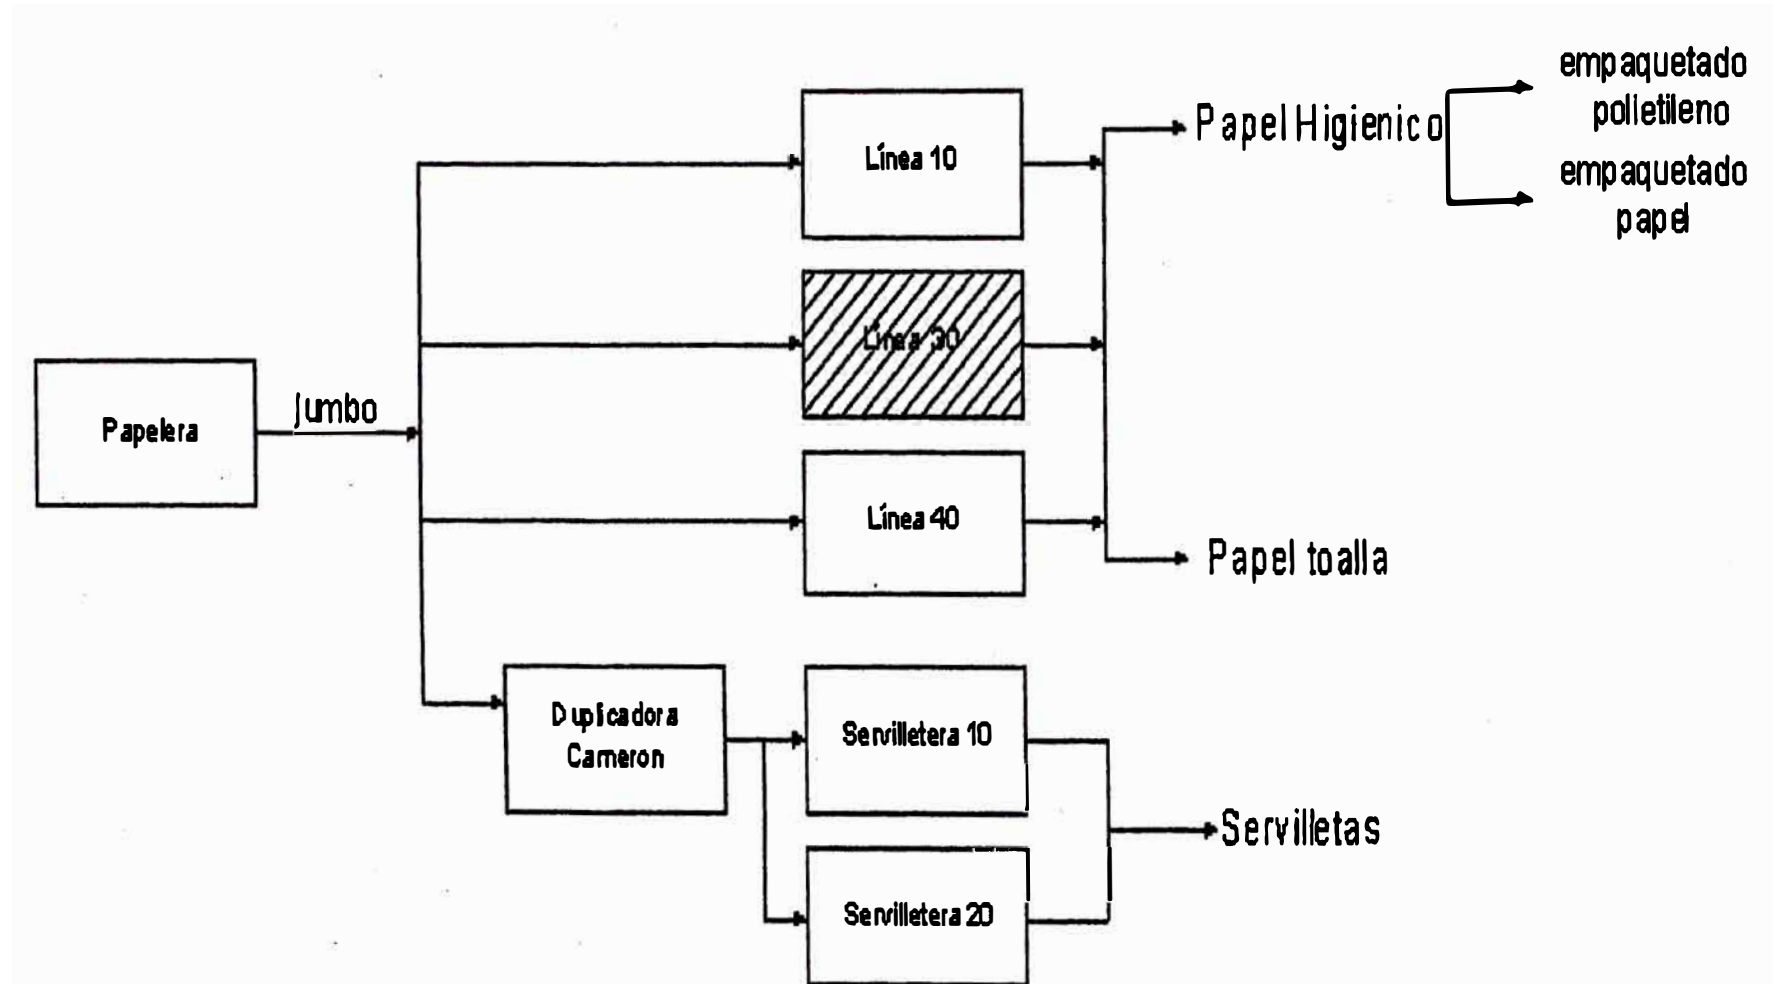 empaquetado
polietileno
Papel Higienico
empaquetado
papel
Línea 10
Línea 30
Papelera
Jumbo
Línea 40
Papel toalla
Duplicadora
Cameron
Servilletera 10
Servilletas
Servilletera 20